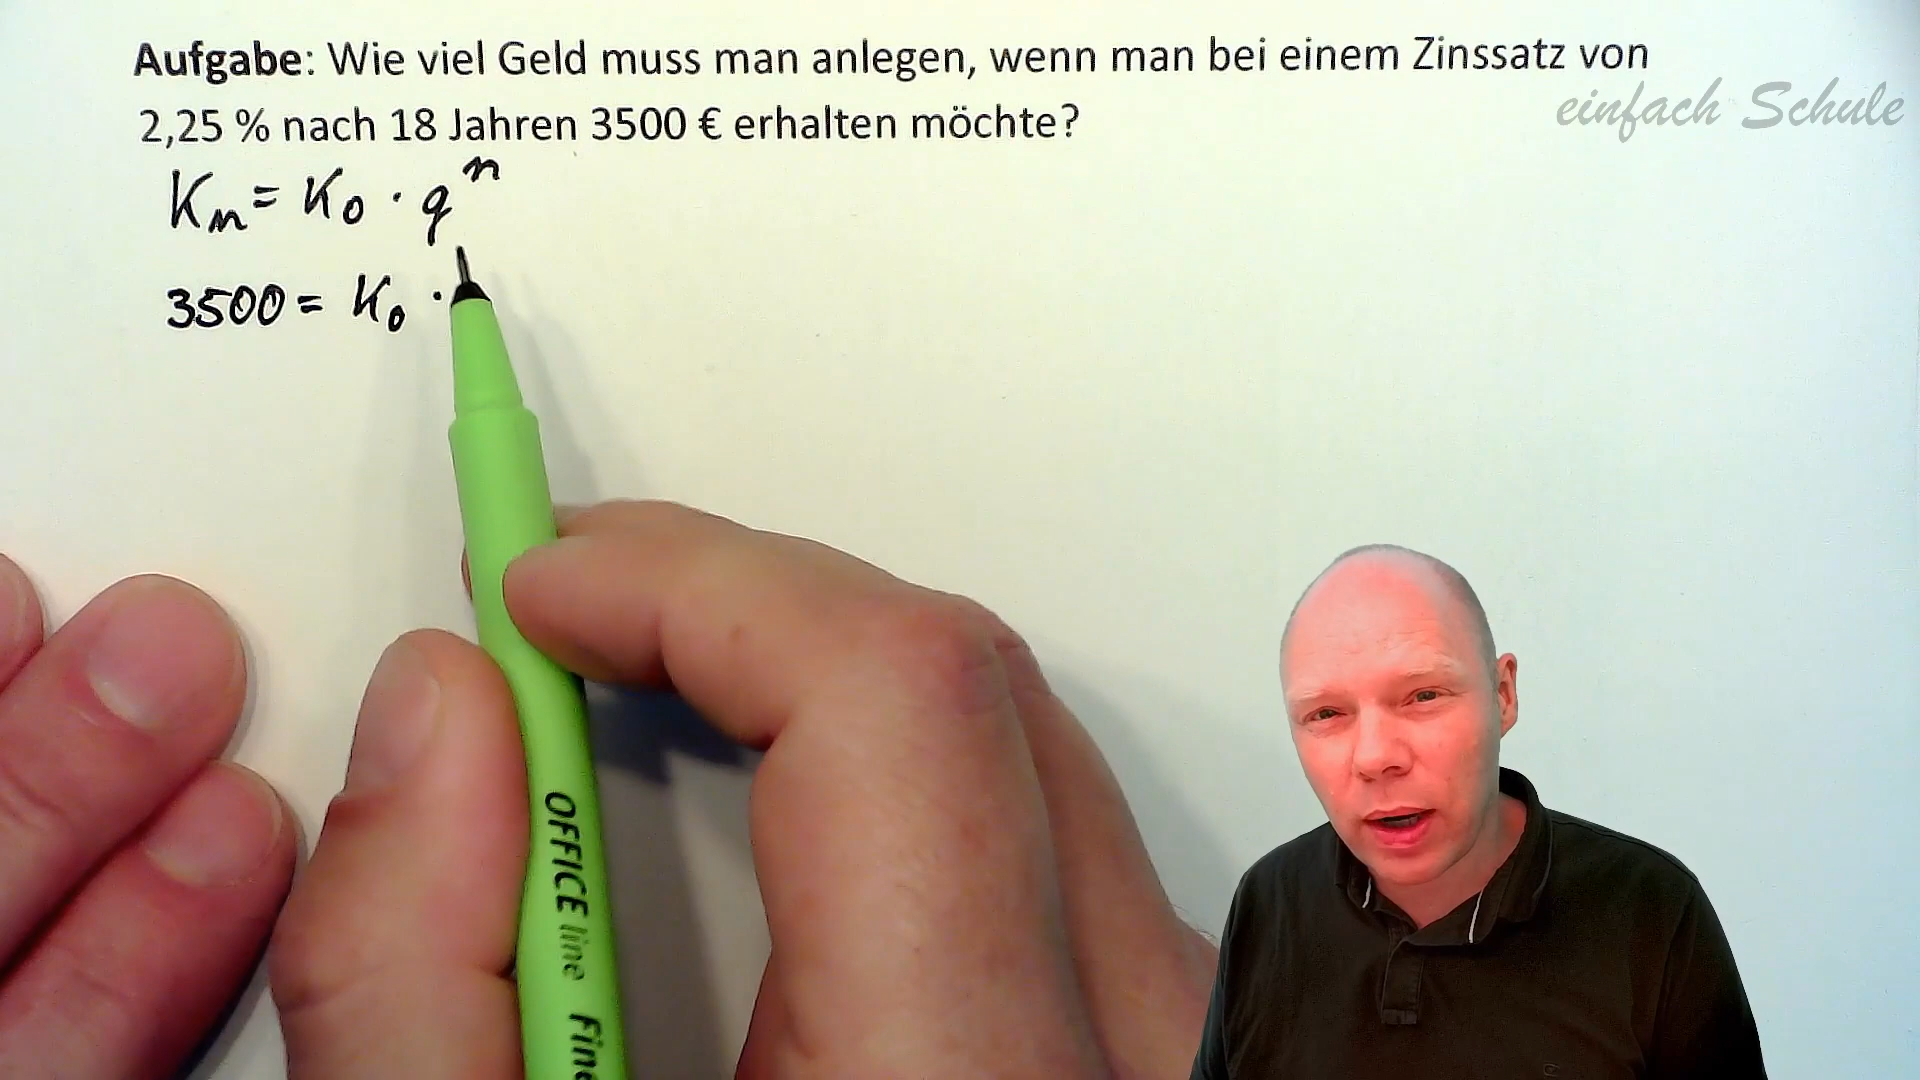 Aufgabe: Wie viel Geld muss man anlegen, wenn man bei einem Zinssatz von
2,25 % nach 18 Jahren 3500 € erhalten möchte?
einfach Schule
Kn = K0 · q^n
3500 = K0 ·
OFFICE line Fine